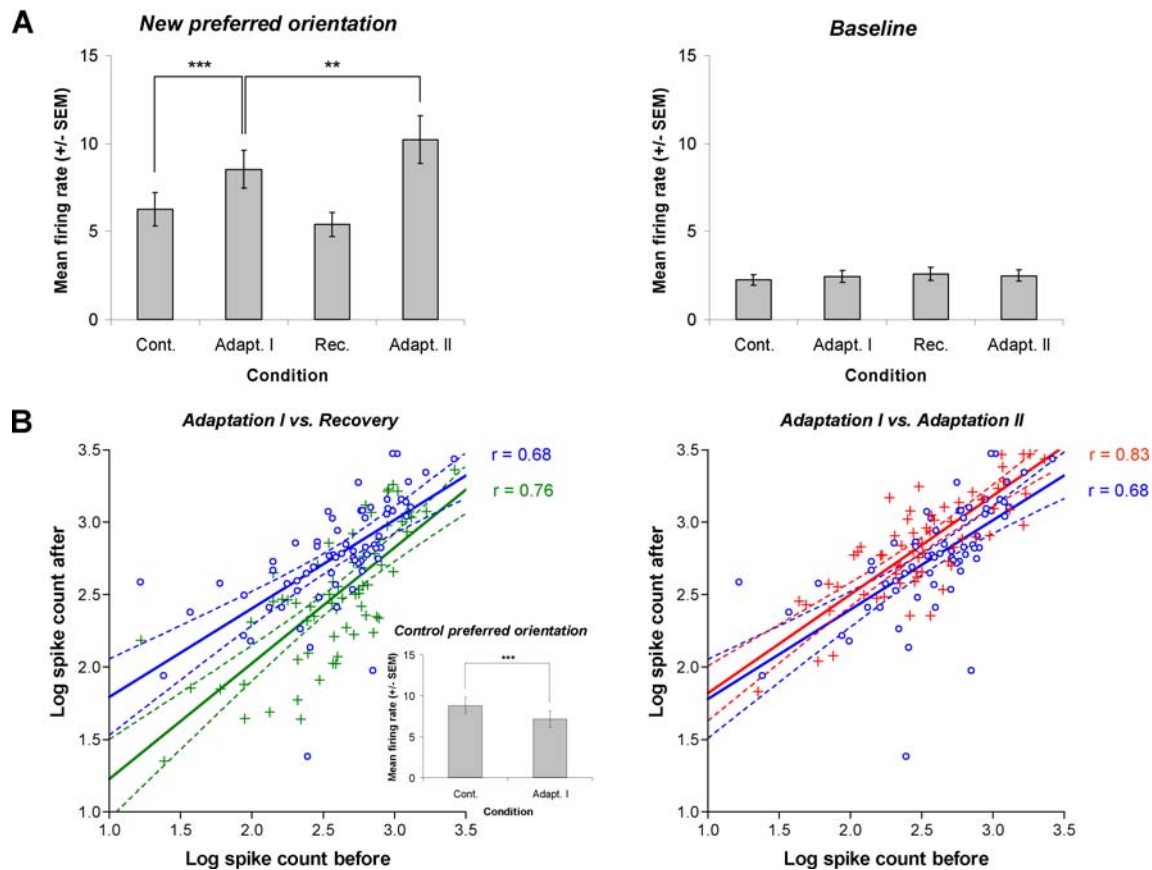 A
New preferred orientation
Mean firing rate (+/- SEM)
15
10
5
0
***
**
Cont.
Adapt. I
Rec.
Adapt. II
Condition
Baseline
Mean firing rate (+/- SEM)
15
10
5
0
Cont.
Adapt. I
Rec.
Adapt. II
Condition
B
Adaptation I vs. Recovery
Log spike count after
3.5
3.0
2.5
2.0
1.5
1.0
r = 0.68
r = 0.76
1.0
1.5
2.0
2.5
3.0
3.5
Log spike count before
Control preferred orientation
Mean firing rate (+/- SEM)
15
10
5
0
***
Cont.
Adapt. I
Condition
Adaptation I vs. Adaptation II
Log spike count after
3.5
3.0
2.5
2.0
1.5
1.0
r = 0.83
r = 0.68
1.0
1.5
2.0
2.5
3.0
3.5
Log spike count before